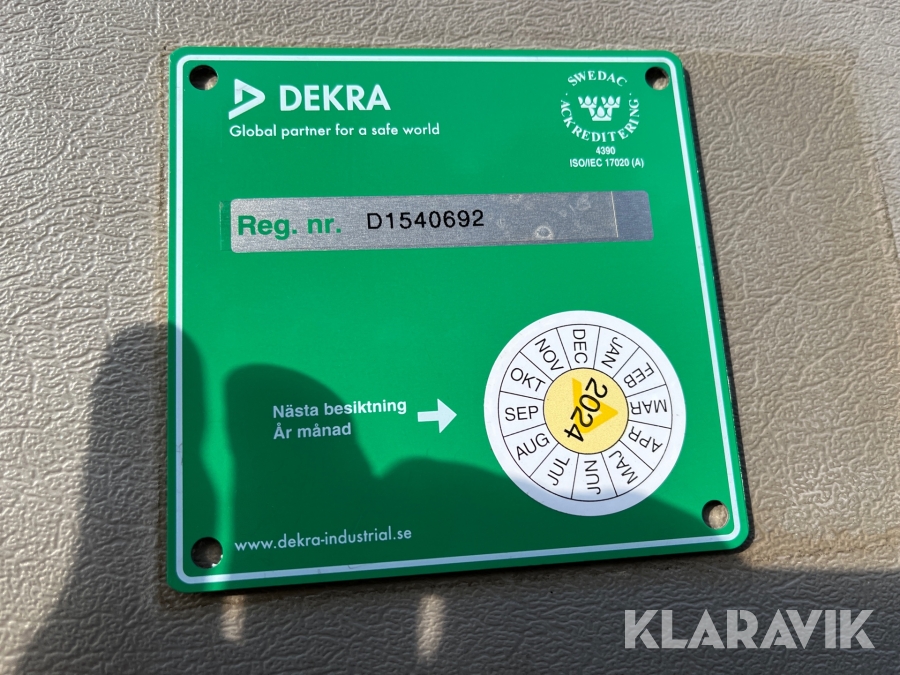 DEKRA
Global partner for a safe world
SWEDAC
ACKREDITERING
4390
ISO/IEC 17020 (A)
Reg. nr. D1540692
Nästa besiktning
År månad
JAN
FEB
MAR
APR
MAJ
JUN
JUL
AUG
SEP
OKT
NOV
DEC
2024
www.dekra-industrial.se
KLARAVIK